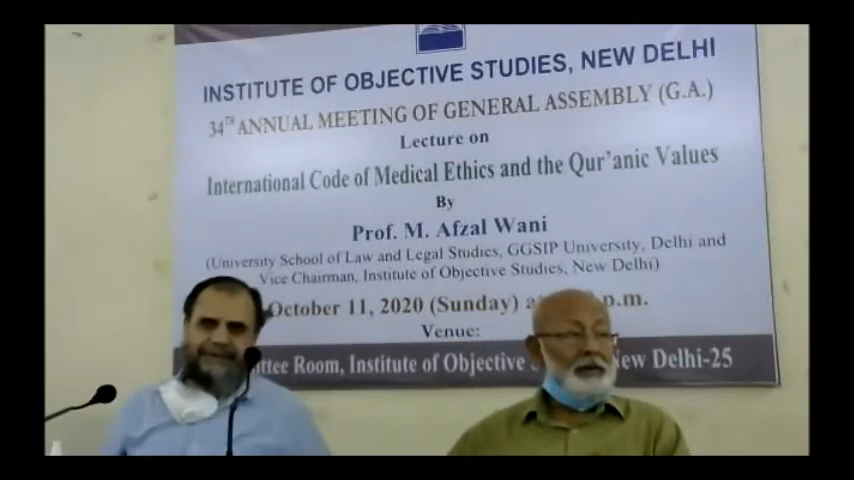 INSTITUTE OF OBJECTIVE STUDIES, NEW DELHI
34TH ANNUAL MEETING OF GENERAL ASSEMBLY (G.A.)
Lecture on
International Code of Medical Ethics and the Qur'anic Values
By
Prof. M. Afzal Wani
(University School of Law and Legal Studies, GGSIP University, Delhi and
Vice Chairman, Institute of Objective Studies, New Delhi)
October 11, 2020 (Sunday) p.m.
Venue:
Room, Institute of Objective New Delhi-25